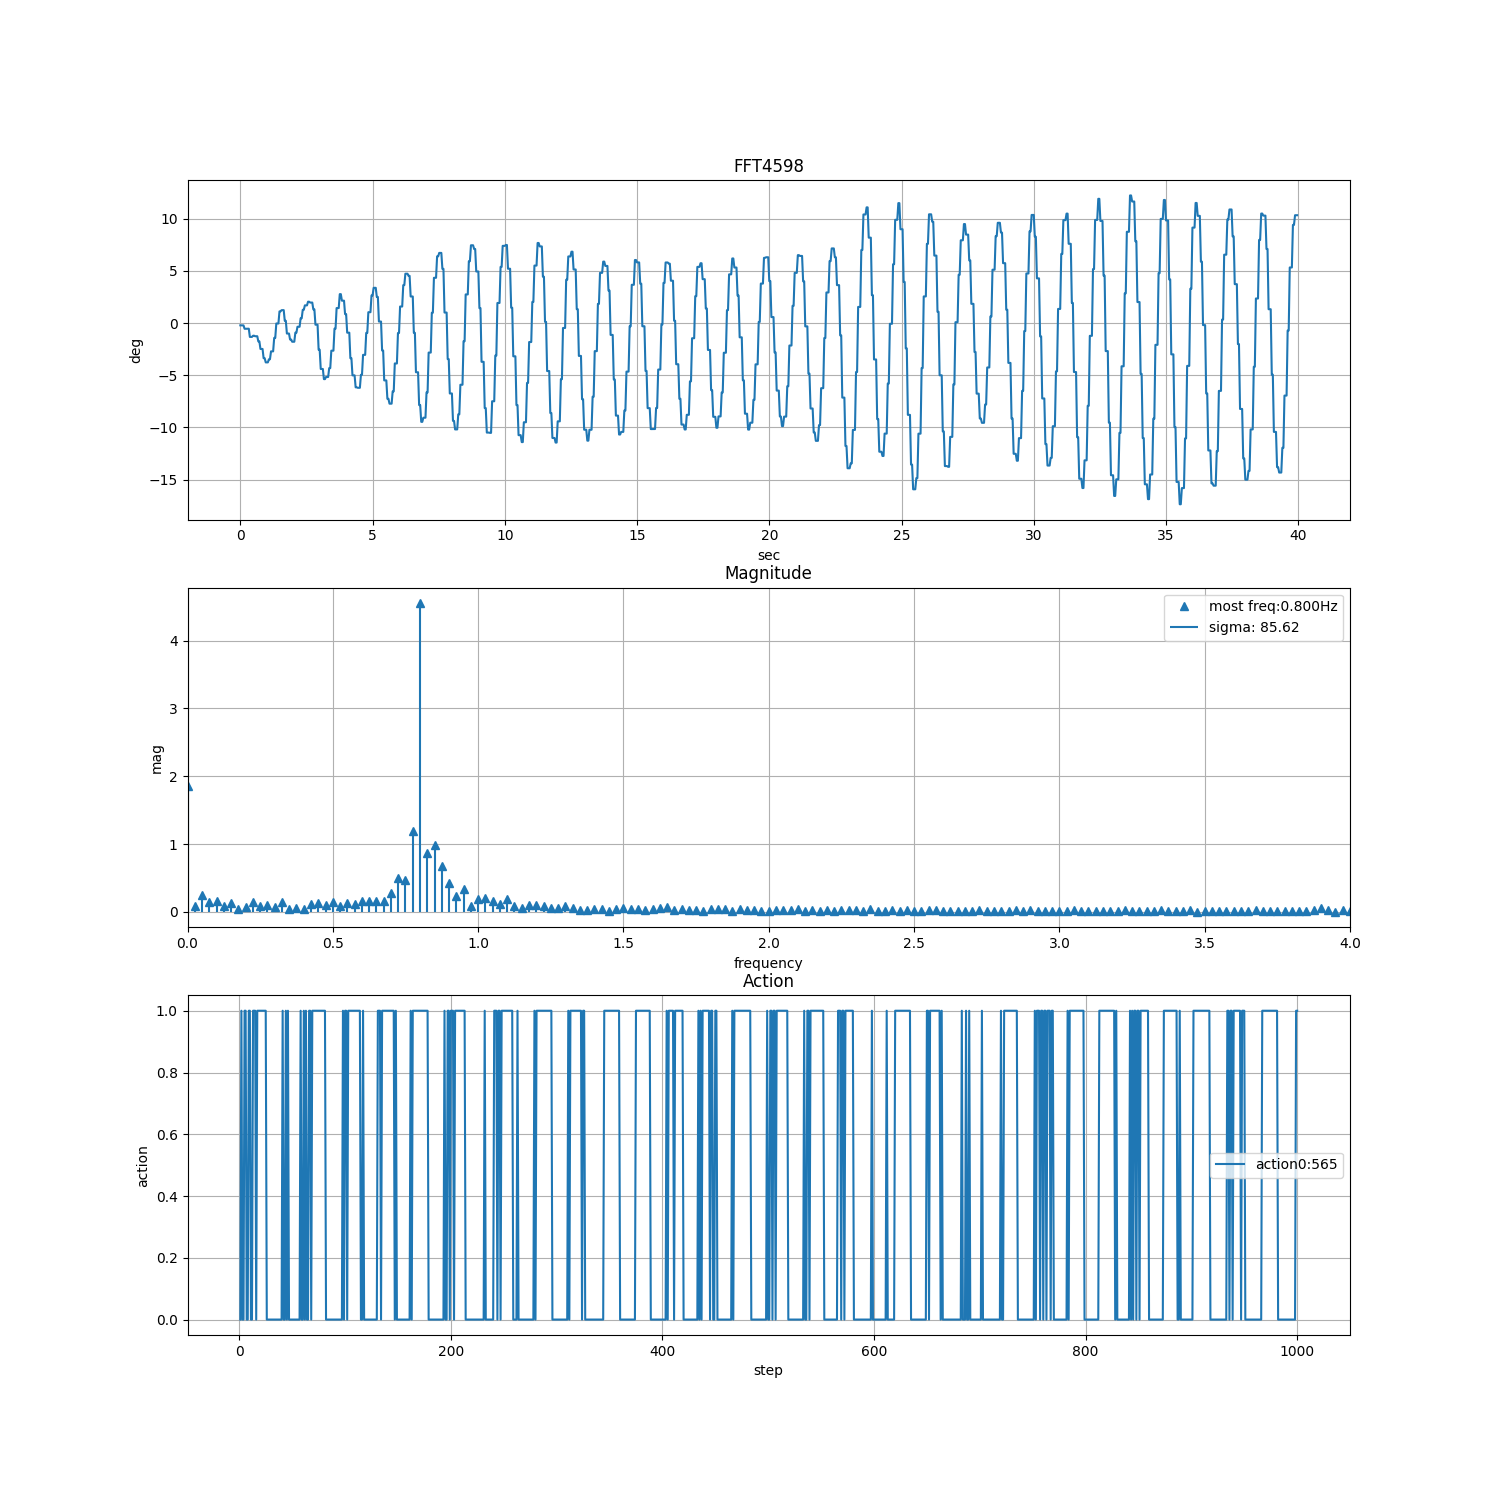 FFT4598
10
5
0
−5
−10
−15
deg
0 5 10 15 20 25 30 35 40
sec
Magnitude
most freq:0.800Hz
sigma: 85.62
4
3
2
1
0
mag
0.0 0.5 1.0 1.5 2.0 2.5 3.0 3.5 4.0
frequency
Action
1.0
0.8
0.6
0.4
0.2
0.0
action
action0:565
0 200 400 600 800 1000
step